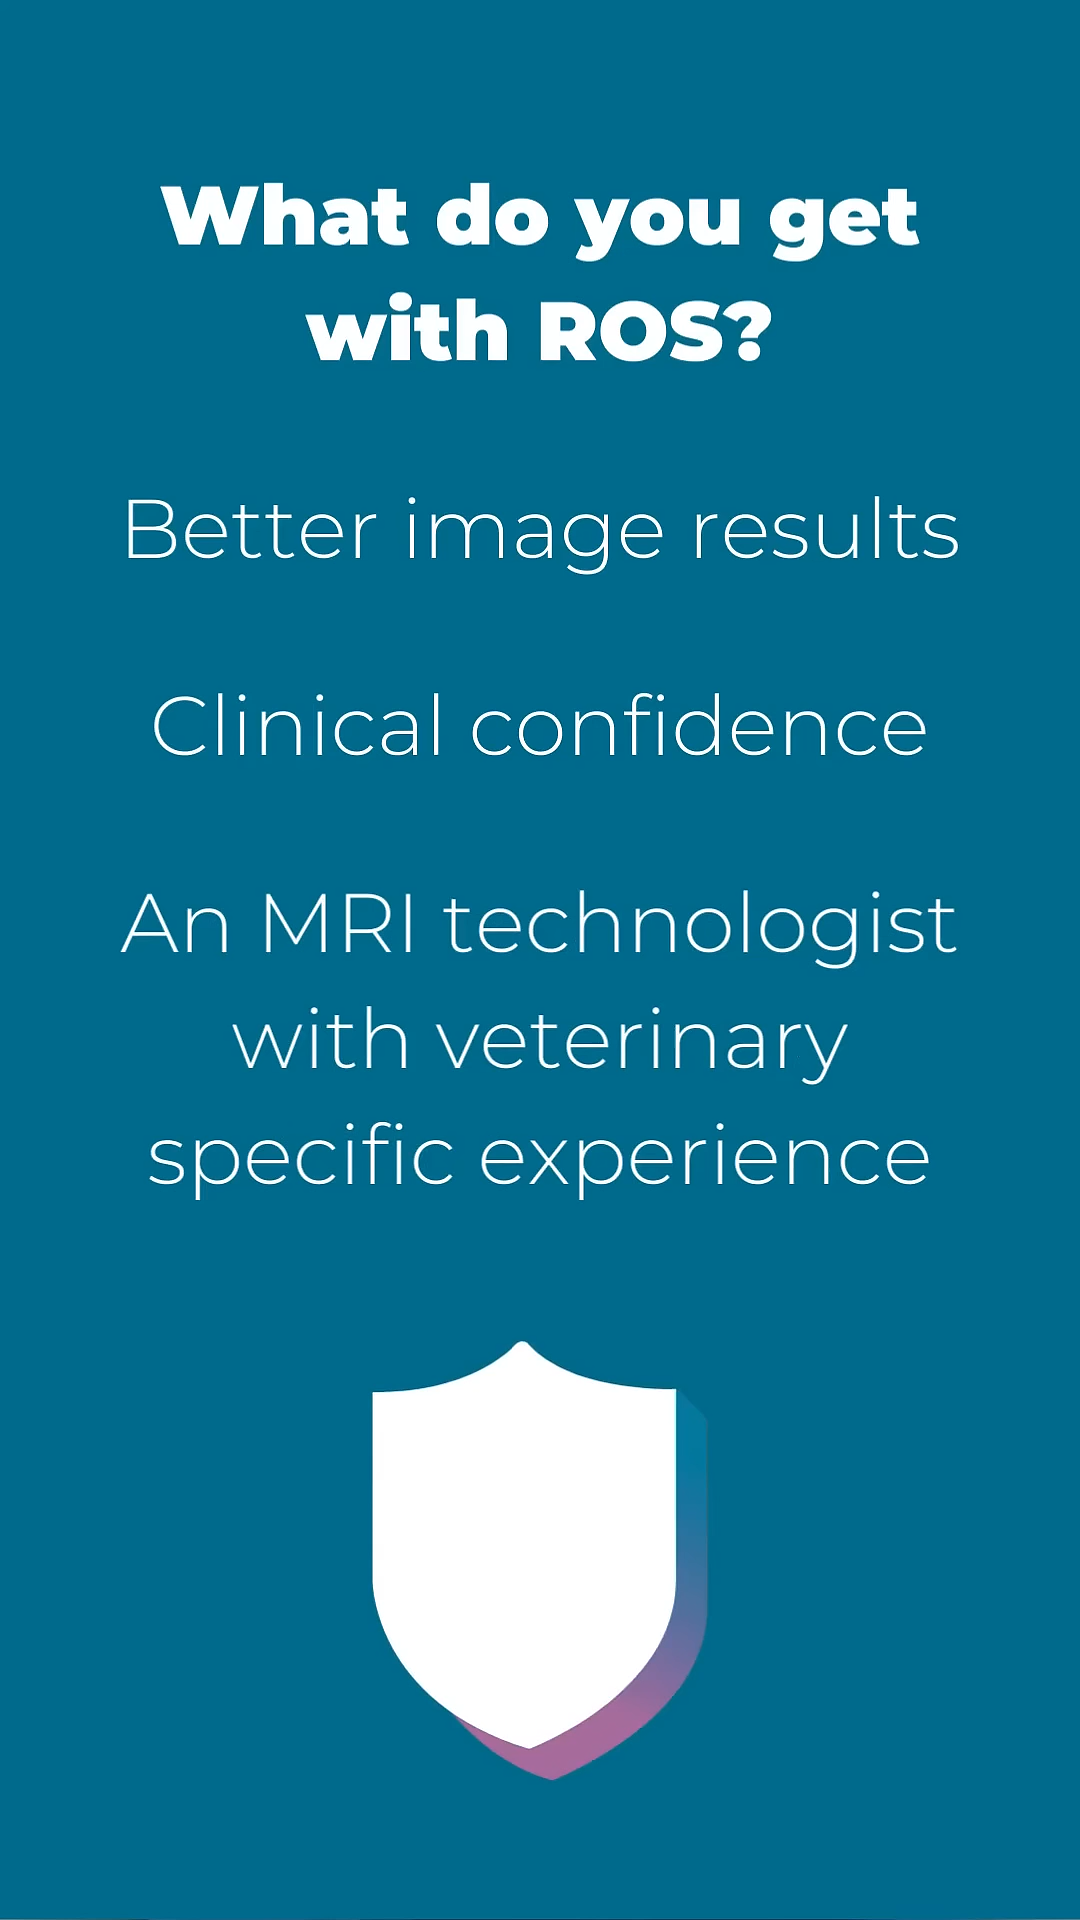 What do you get
with ROS?
Better image results
Clinical confidence
An MRI technologist
with veterinary
specific experience